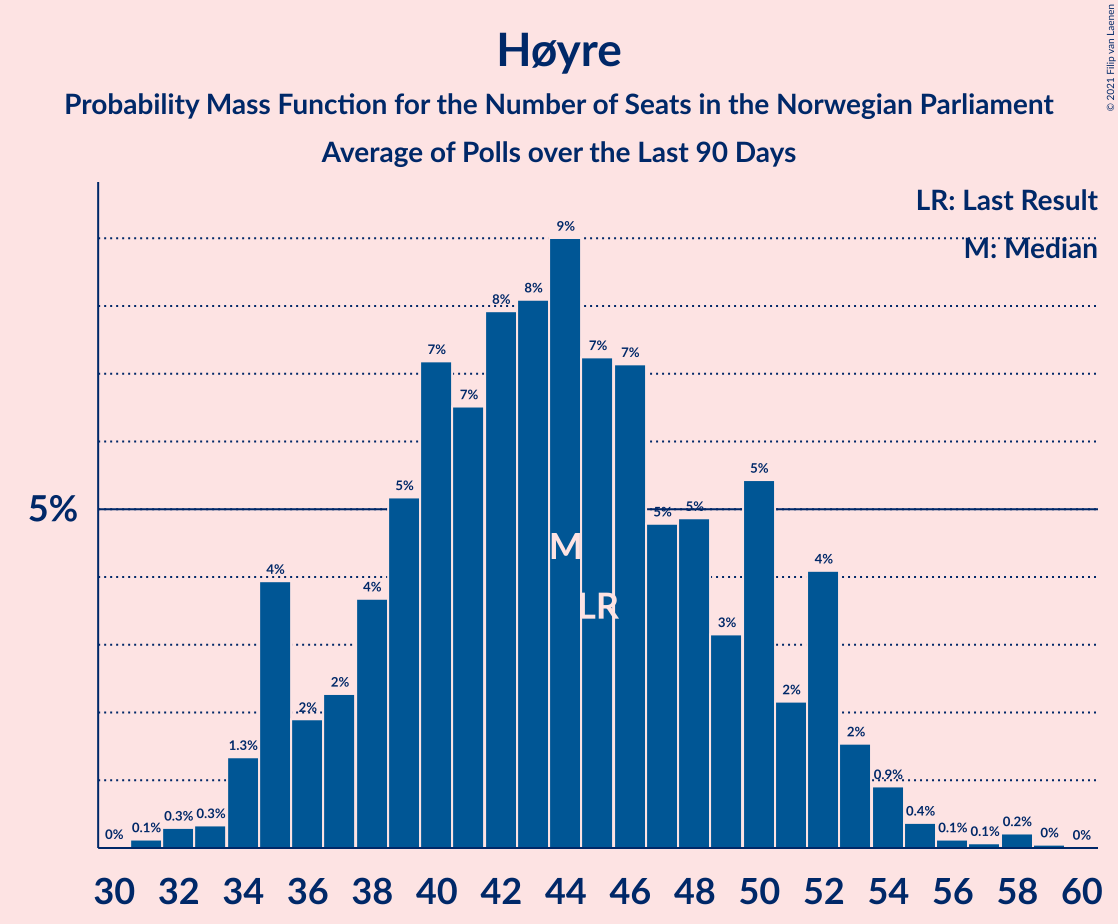 Høyre
Probability Mass Function for the Number of Seats in the Norwegian Parliament
Average of Polls over the Last 90 Days
© 2021 Filip van Laenen
LR: Last Result
M: Median
5%
0% 0.1% 0.3% 0.3% 1.3% 4% 2% 2% 4% 5% 7% 7% 8% 8% 9% 7% 7% 5% 5% 3% 5% 2% 4% 2% 0.9% 0.4% 0.1% 0.1% 0.2% 0% 0%
M
LR
30 32 34 36 38 40 42 44 46 48 50 52 54 56 58 60